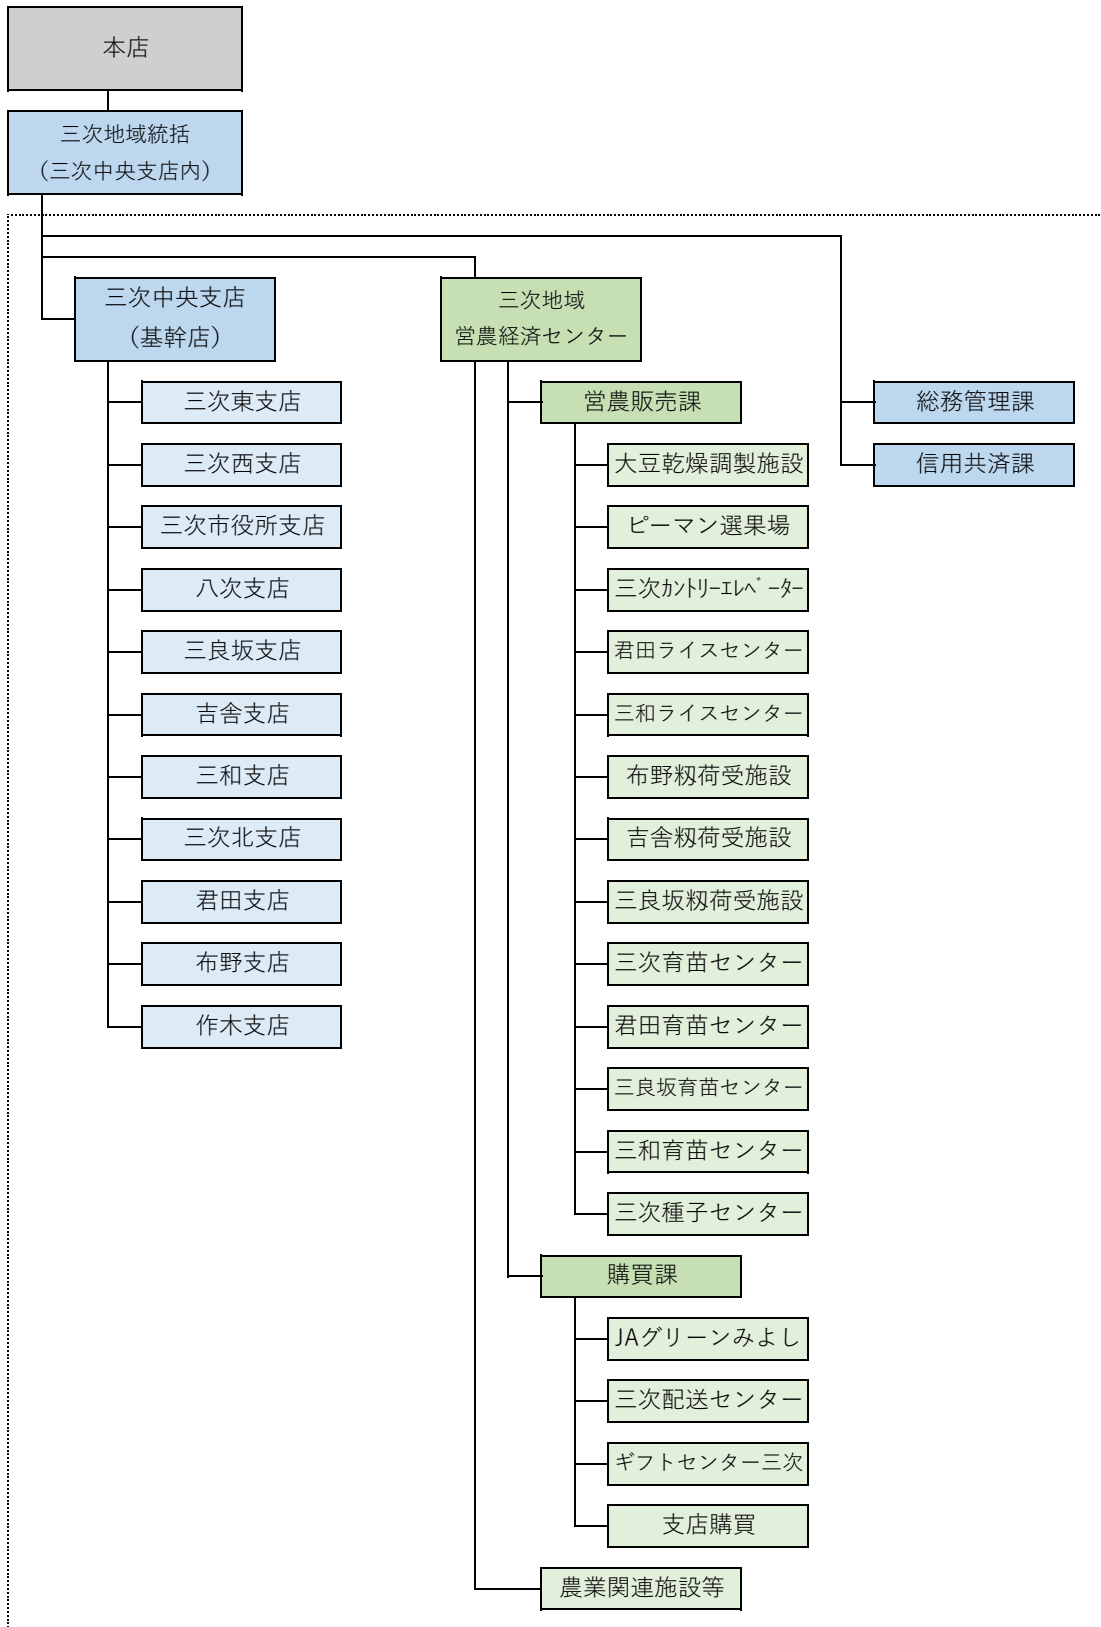 本店
三次地域統括
（三次中央支店内）
三次中央支店
（基幹店）
三次東支店
三次西支店
三次市役所支店
八次支店
三良坂支店
吉舎支店
三和支店
三次北支店
君田支店
布野支店
作木支店
三次地域
営農経済センター
営農販売課
大豆乾燥調製施設
ピーマン選果場
三次ｶﾝﾄﾘｰｴﾚﾍﾞｰﾀｰ
君田ライスセンター
三和ライスセンター
布野籾荷受施設
吉舎籾荷受施設
三良坂籾荷受施設
三次育苗センター
君田育苗センター
三良坂育苗センター
三和育苗センター
三次種子センター
購買課
JAグリーンみよし
三次配送センター
ギフトセンター三次
支店購買
農業関連施設等
総務管理課
信用共済課